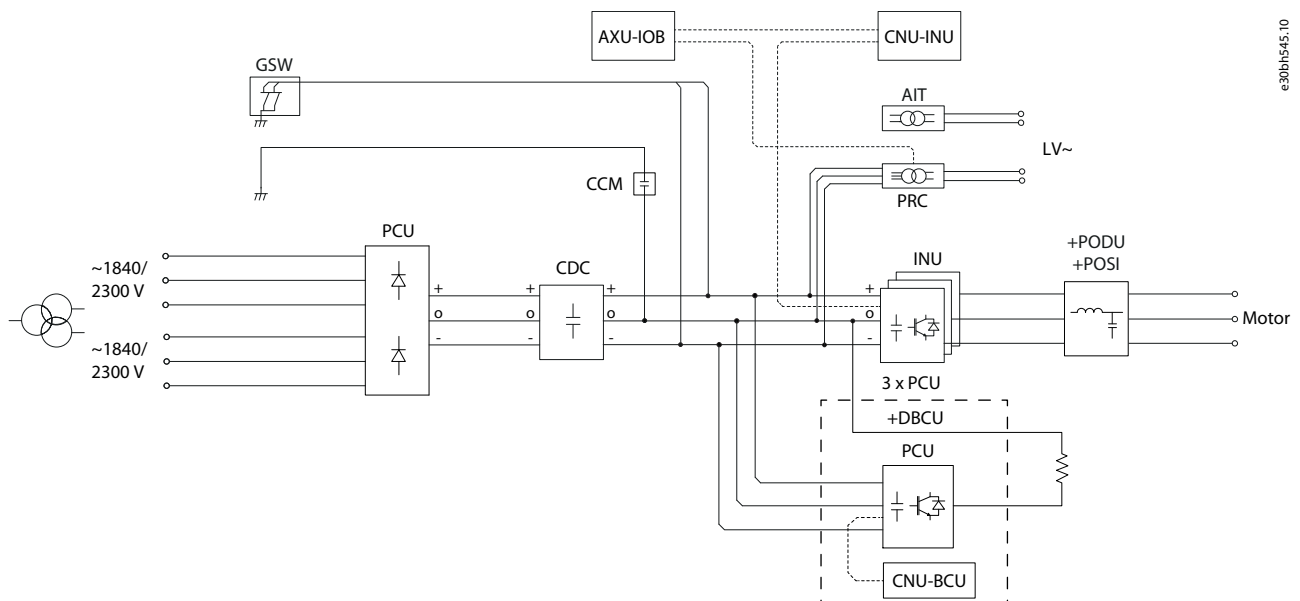 AXU-IOB
CNU-INU
e30bh545.10
GSW
AIT
LV~
CCM
PRC
PCU
+PODU
+POSI
~1840/
2300 V
CDC
INU
+ + + +
o o o o
- - - -
Motor
~1840/
2300 V
3 x PCU
+DBCU
PCU
CNU-BCU